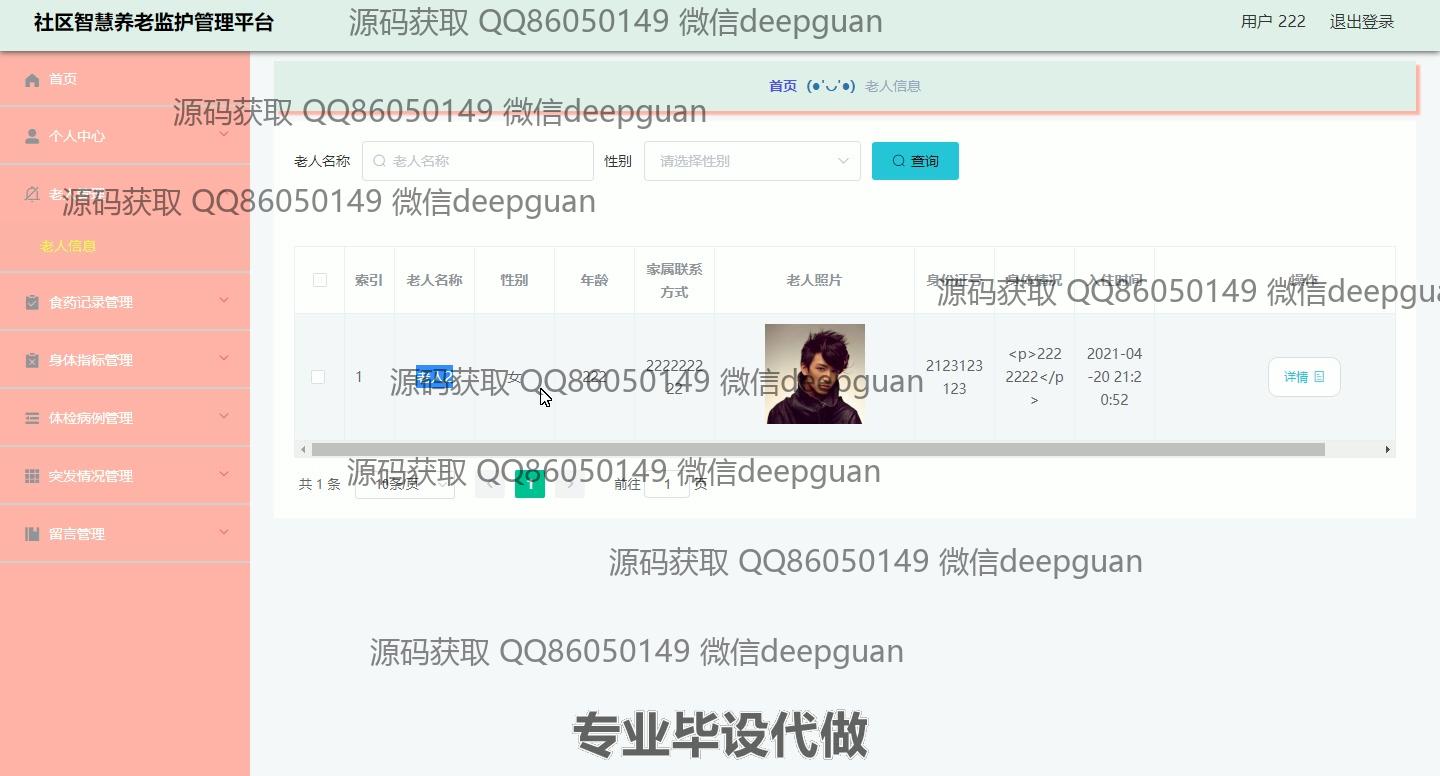 社区智慧养老监护管理平台
源码获取 QQ86050149 微信deepguan
用户 222
退出登录
首页
首页 (●'◡'●) 老人信息
源码获取 QQ86050149 微信deepguan
个人中心
老人名称
老人名称
性别
请选择性别
查询
源码获取 QQ86050149 微信deepguan
老人信息
索引
老人名称
性别
年龄
家属联系
方式
老人照片
身份证号
身体情况
入住时间
操作
源码获取 QQ86050149 微信deepgua
食药记录管理
身体指标管理
1
老人2
女
222
2222222
22
2123123
123
<p>222
2222</p
>
2021-04
-20 21:2
0:52
详情
源码获取 QQ86050149 微信deepguan
体检病例管理
突发情况管理
源码获取 QQ86050149 微信deepguan
共 1 条
10条/页
1
前往
1
页
留言管理
源码获取 QQ86050149 微信deepguan
源码获取 QQ86050149 微信deepguan
专业毕设代做